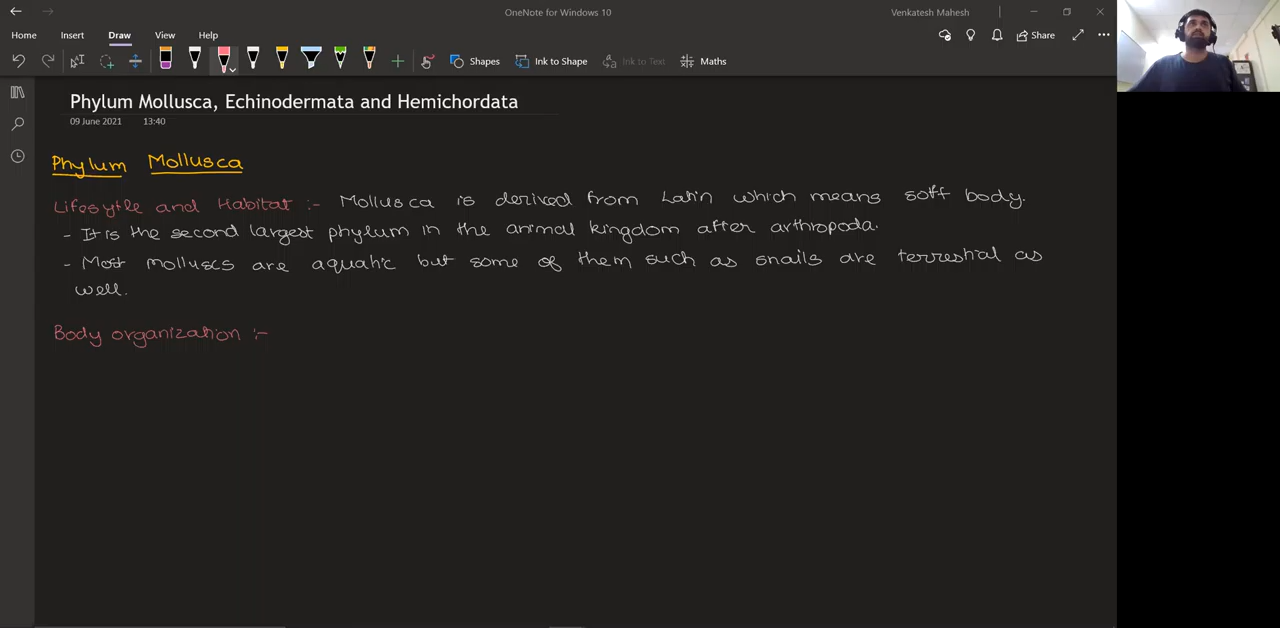 OneNote for Windows 10
Venkatesh Mahesh
Home Insert Draw View Help
Share
Shapes Ink to Shape Ink to Text Maths
Phylum Mollusca, Echinodermata and Hemichordata
09 June 2021 13:40
Phylum Mollusca
Lifesytle and Habitat :- Mollusca is derived from Latin which means soft body.
- It is the second largest phylum in the animal kingdom after arthropoda.
- Most molluscs are aquatic but some of them such as snails are terrestial as
well.
Body organization :-